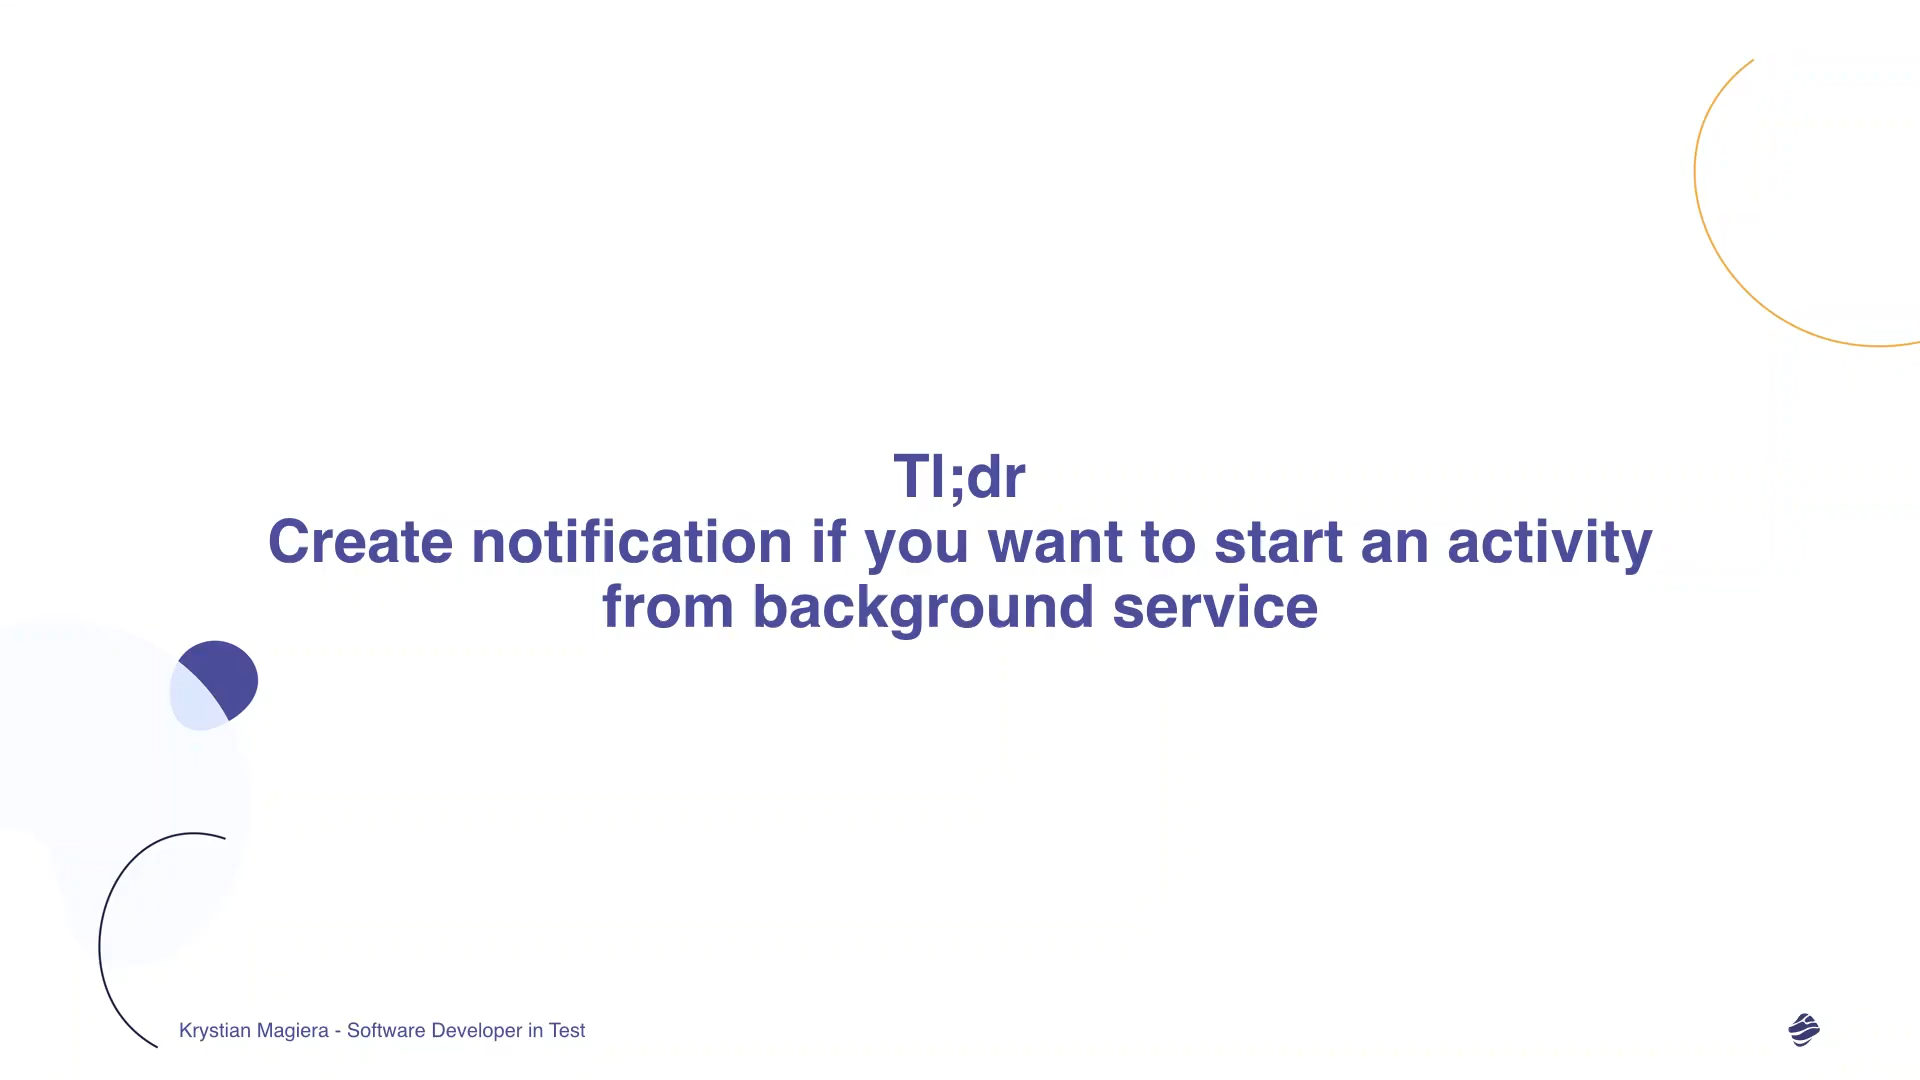 Tl;dr
Create notification if you want to start an activity
from background service
Krystian Magiera - Software Developer in Test